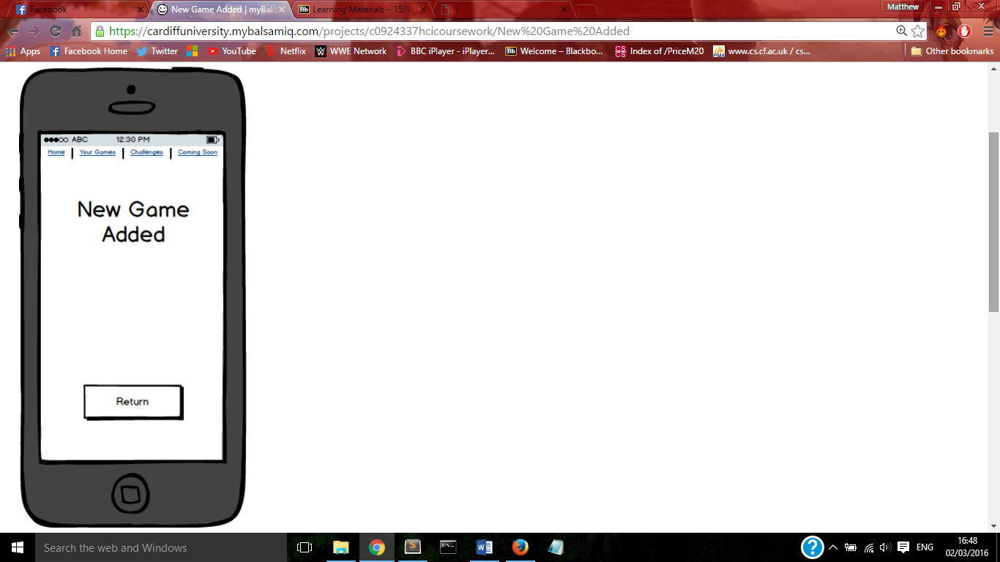 Facebook
New Game Added | myBal
Learning Materials – 15/1
1
Matthew
https://cardiffuniversity.mybalsamiq.com/projects/c0924337hcicoursework/New%20Game%20Added
Apps
Facebook Home
Twitter
YouTube
Netflix
WWE Network
BBC iPlayer - iPlayer...
Bb
Welcome – Blackbo...
Index of /PriceM20
www.cs.cf.ac.uk / cs...
Other bookmarks
ABC
12:30 PM
Home | Your Games | Challenges | Coming Soon
New Game
Added
Return
Search the web and Windows
ENG
16:48
02/03/2016